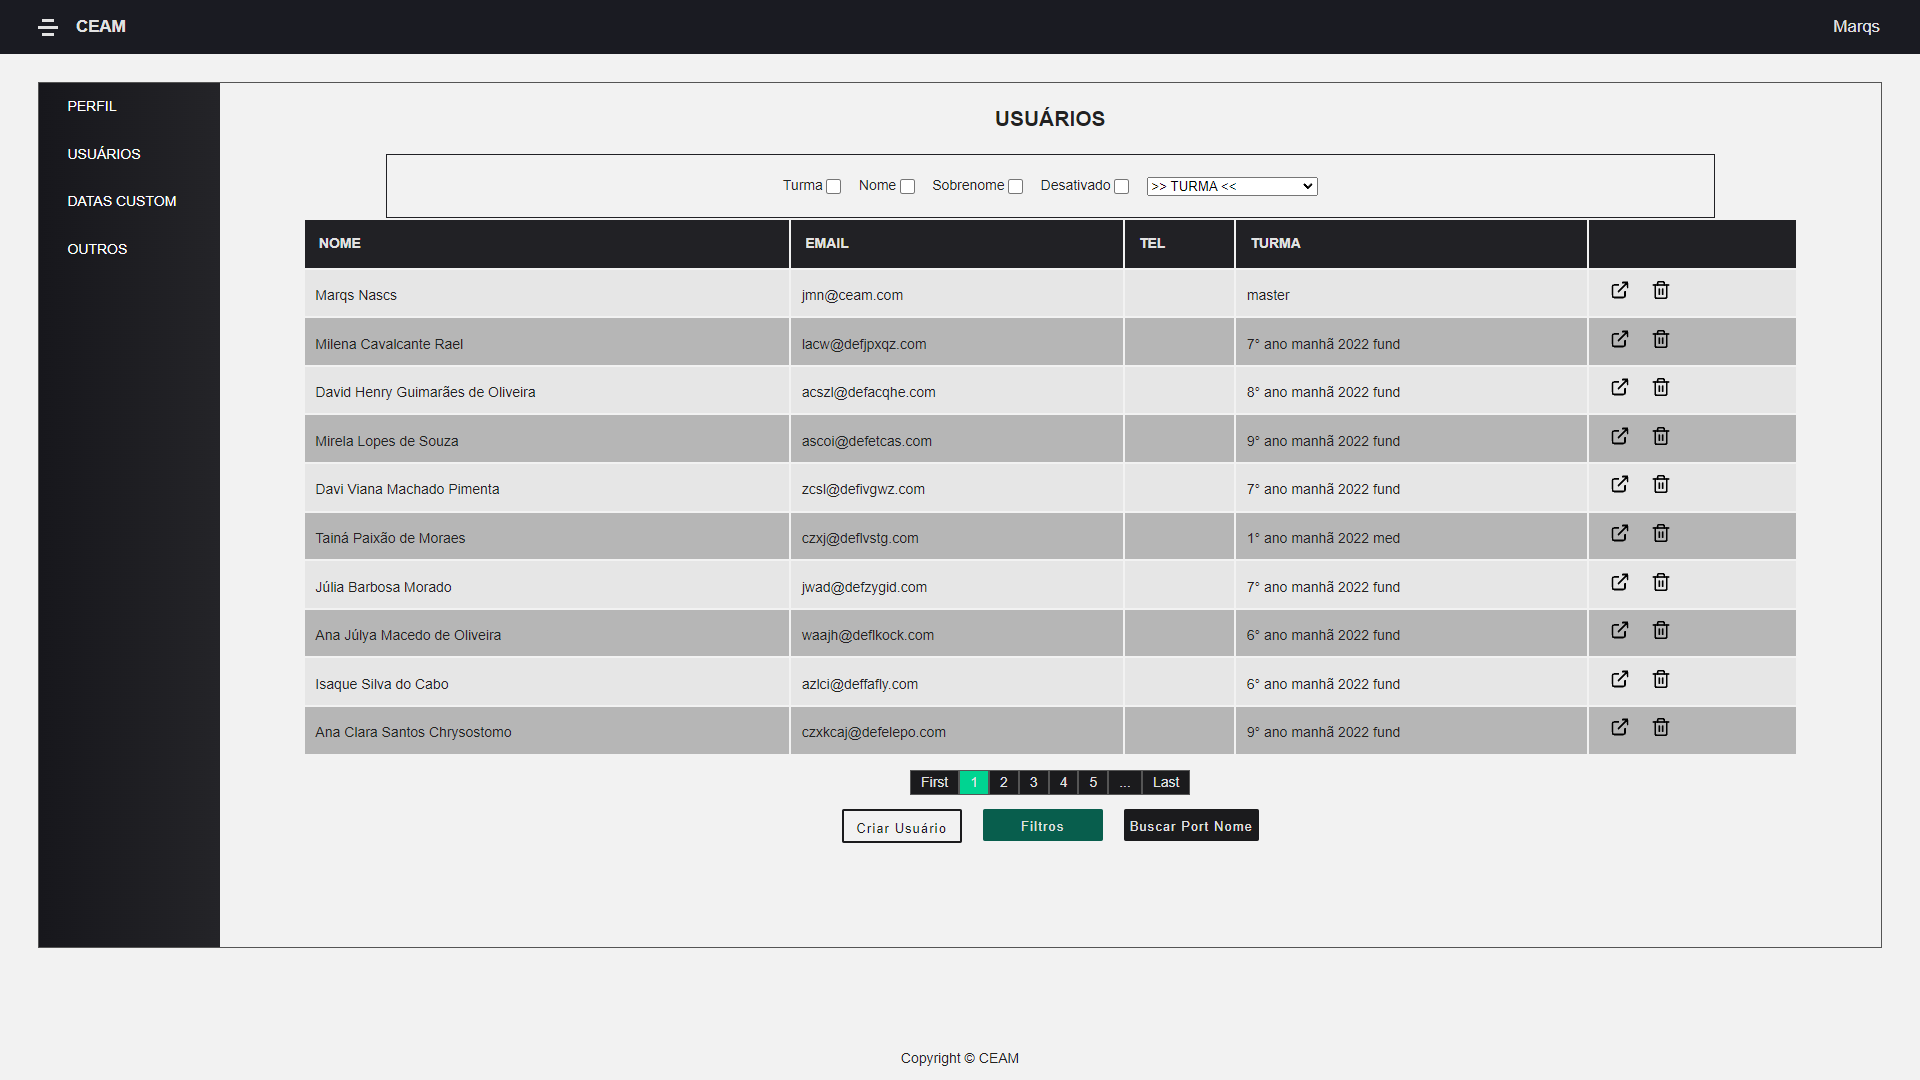 CEAM Marqs
PERFIL
USUÁRIOS
DATAS CUSTOM
OUTROS
USUÁRIOS
Turma Nome Sobrenome Desativado >> TURMA <<
NOME EMAIL TEL TURMA
Marqs Nascs jmn@ceam.com master
Milena Cavalcante Rael lacw@defjpxqz.com 7° ano manhã 2022 fund
David Henry Guimarães de Oliveira acszl@defacqhe.com 8° ano manhã 2022 fund
Mirela Lopes de Souza ascoi@defetcas.com 9° ano manhã 2022 fund
Davi Viana Machado Pimenta zcsl@defivgwz.com 7° ano manhã 2022 fund
Tainá Paixão de Moraes czxj@deflvstg.com 1° ano manhã 2022 med
Júlia Barbosa Morado jwad@defzygid.com 7° ano manhã 2022 fund
Ana Júlya Macedo de Oliveira waajh@deflkock.com 6° ano manhã 2022 fund
Isaque Silva do Cabo azlci@deffafly.com 6° ano manhã 2022 fund
Ana Clara Santos Chrysostomo czxkcaj@defelepo.com 9° ano manhã 2022 fund
First 1 2 3 4 5 ... Last
Criar Usuário Filtros Buscar Port Nome
Copyright © CEAM